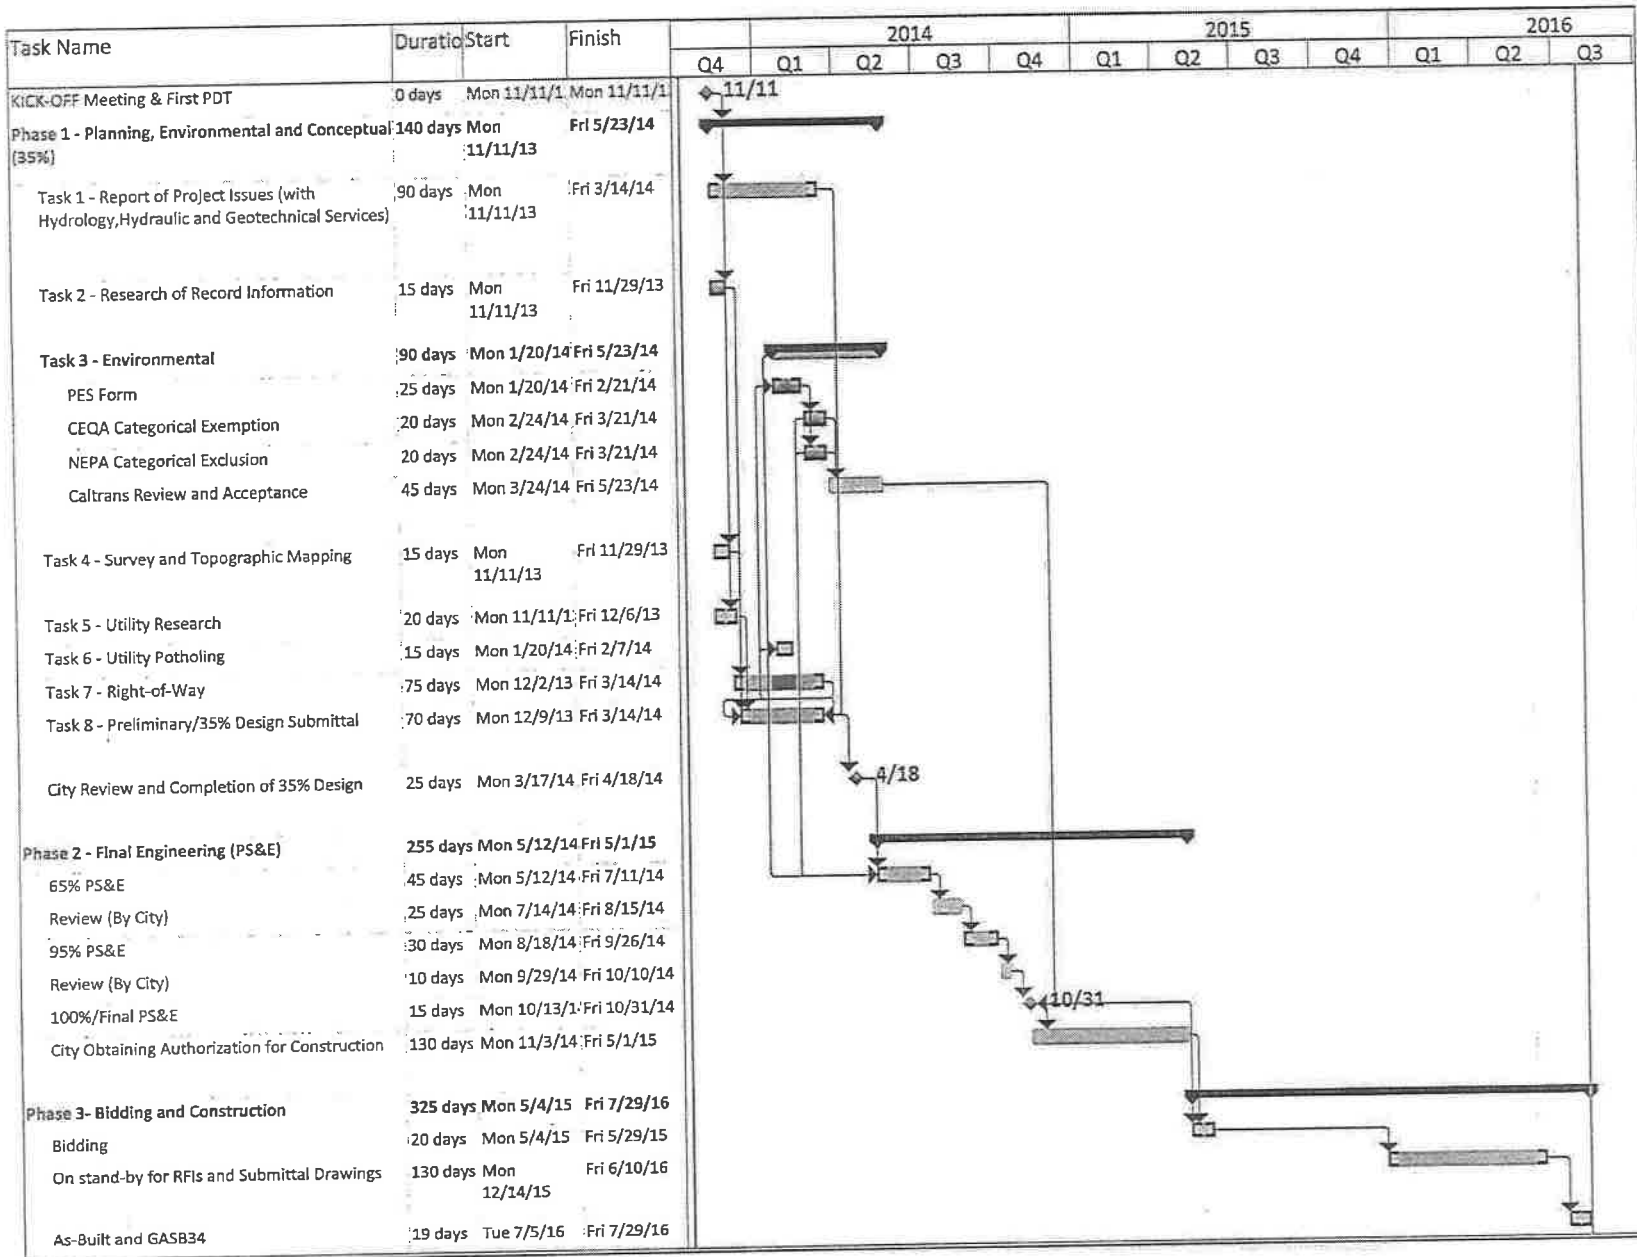 2014 2015 2016
Task Name Duratio Start Finish Q4 Q1 Q2 Q3 Q4 Q1 Q2 Q3 Q4 Q1 Q2 Q3
KICK-OFF Meeting & First PDT 0 days Mon 11/11/1 Mon 11/11/1 11/11
Phase 1 - Planning, Environmental and Conceptual 140 days Mon Fri 5/23/14
(35%) 11/11/13
Task 1 - Report of Project Issues (with 90 days Mon Fri 3/14/14
Hydrology,Hydraulic and Geotechnical Services) 11/11/13
Task 2 - Research of Record Information 15 days Mon Fri 11/29/13
11/11/13
Task 3 - Environmental 90 days Mon 1/20/14 Fri 5/23/14
PES Form 25 days Mon 1/20/14 Fri 2/21/14
CEQA Categorical Exemption 20 days Mon 2/24/14 Fri 3/21/14
NEPA Categorical Exclusion 20 days Mon 2/24/14 Fri 3/21/14
Caltrans Review and Acceptance 45 days Mon 3/24/14 Fri 5/23/14
Task 4 - Survey and Topographic Mapping 15 days Mon Fri 11/29/13
11/11/13
Task 5 - Utility Research 20 days Mon 11/11/1 Fri 12/6/13
Task 6 - Utility Potholing 15 days Mon 1/20/14 Fri 2/7/14
Task 7 - Right-of-Way 75 days Mon 12/2/13 Fri 3/14/14
Task 8 - Preliminary/35% Design Submittal 70 days Mon 12/9/13 Fri 3/14/14
City Review and Completion of 35% Design 25 days Mon 3/17/14 Fri 4/18/14 4/18
Phase 2 - Final Engineering (PS&E) 255 days Mon 5/12/14 Fri 5/1/15
65% PS&E 45 days Mon 5/12/14 Fri 7/11/14
Review (By City) 25 days Mon 7/14/14 Fri 8/15/14
95% PS&E 30 days Mon 8/18/14 Fri 9/26/14
Review (By City) 10 days Mon 9/29/14 Fri 10/10/14
100%/Final PS&E 15 days Mon 10/13/1 Fri 10/31/14 10/31
City Obtaining Authorization for Construction 130 days Mon 11/3/14 Fri 5/1/15
Phase 3- Bidding and Construction 325 days Mon 5/4/15 Fri 7/29/16
Bidding 20 days Mon 5/4/15 Fri 5/29/15
On stand-by for RFIs and Submittal Drawings 130 days Mon Fri 6/10/16
12/14/15
As-Built and GASB34 19 days Tue 7/5/16 Fri 7/29/16